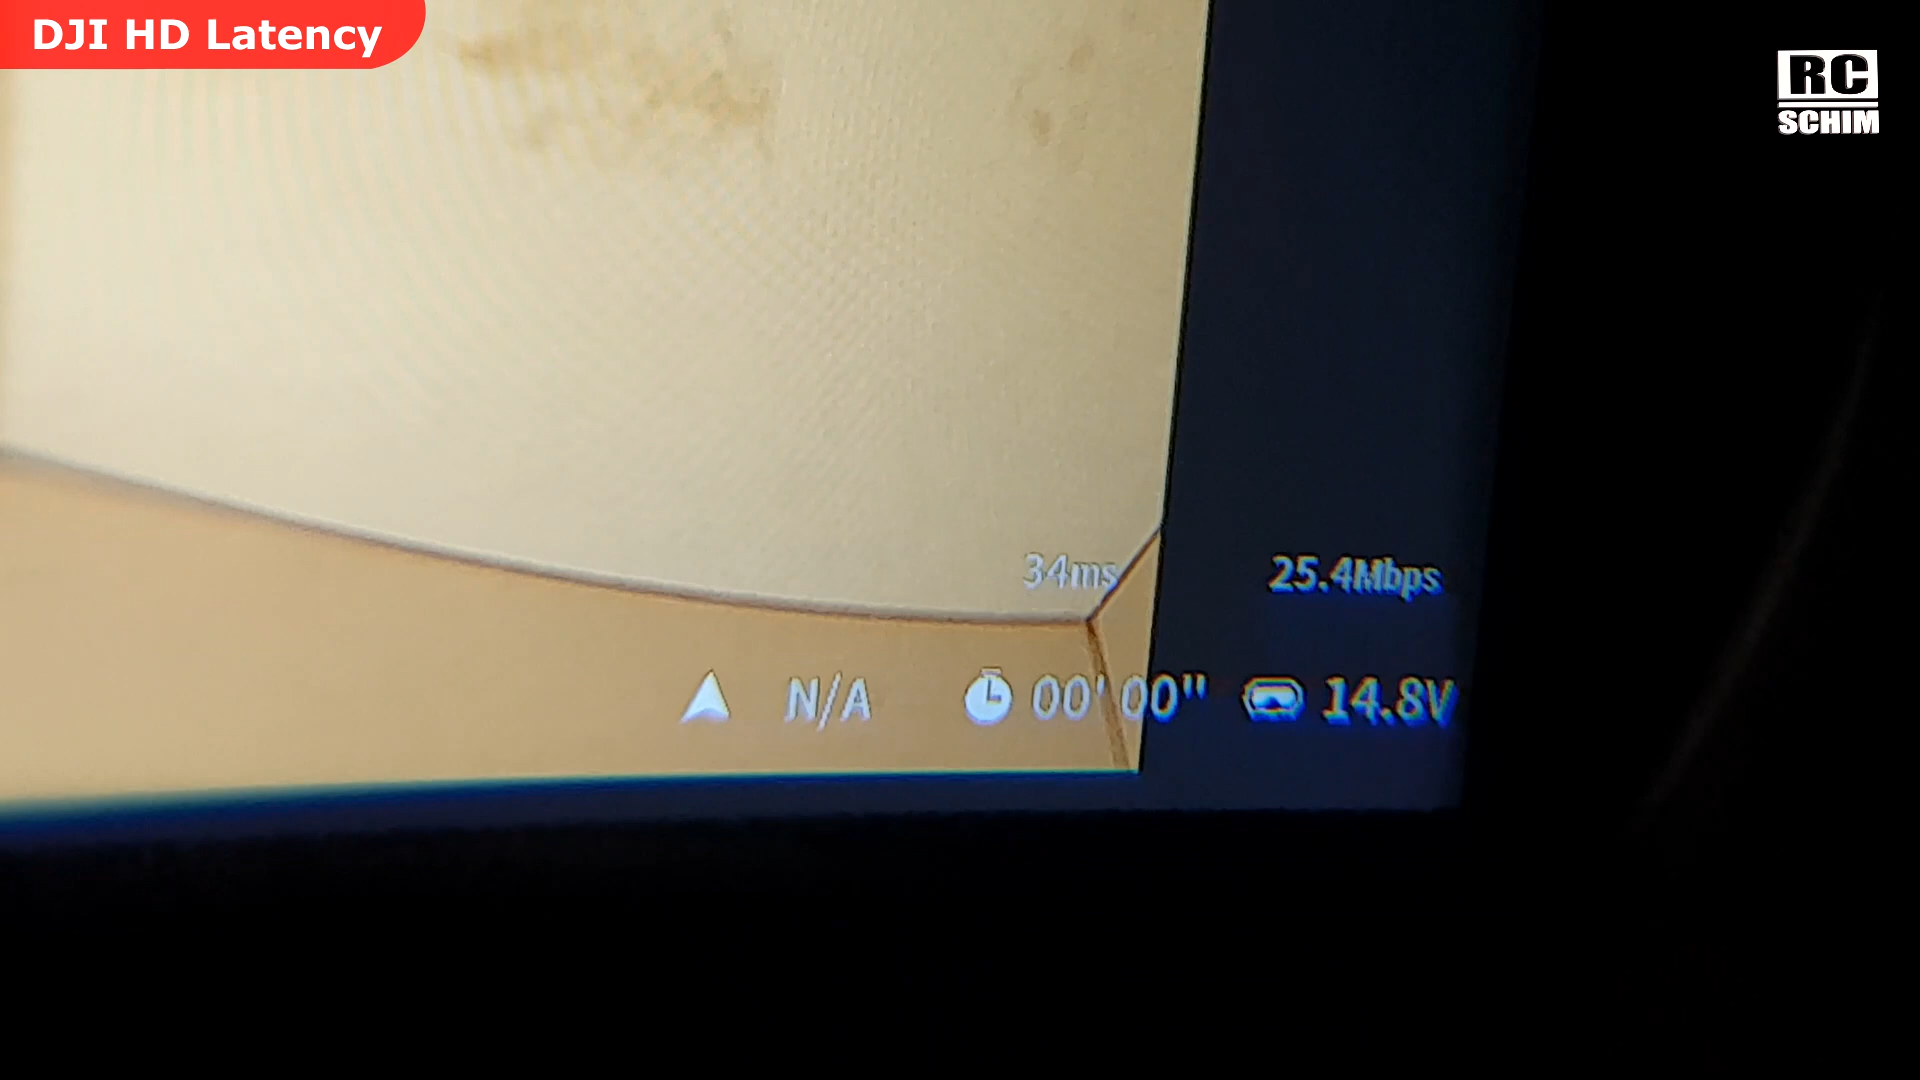 DJI HD Latency
RC
SCHIM
34ms 25.4Mbps
N/A 00'00" 14.8V